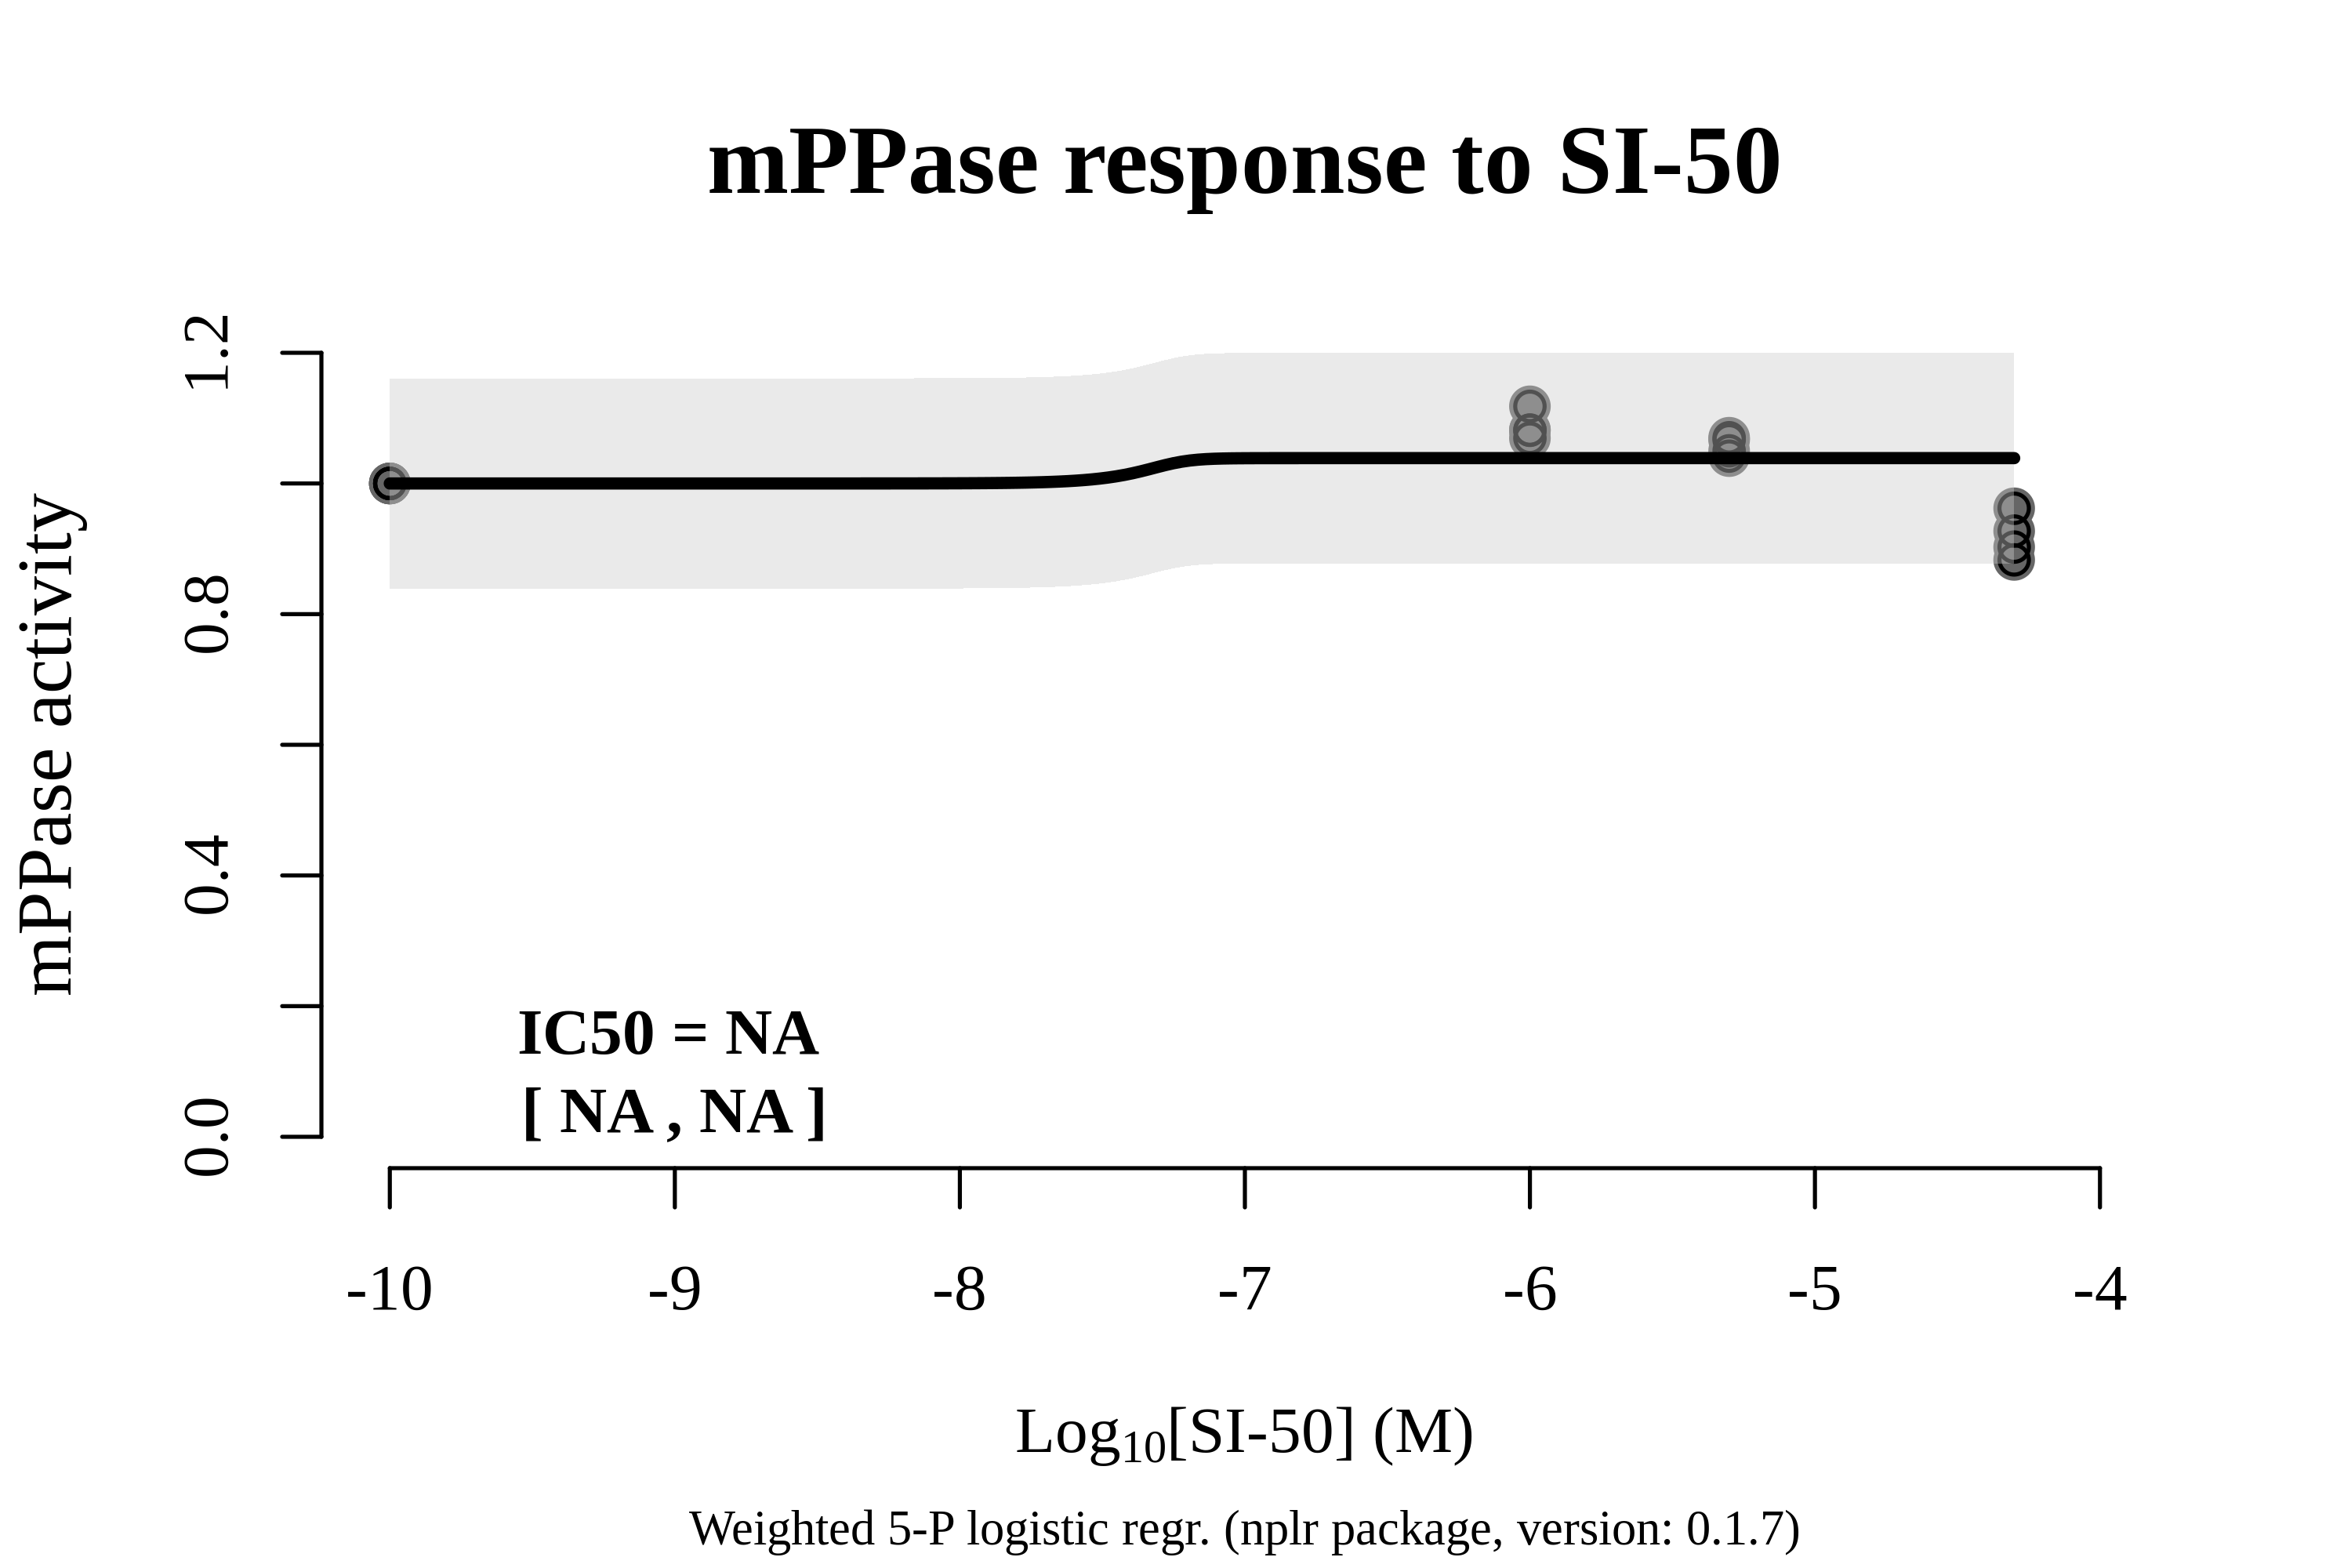 mPPase response to SI-50
mPPase activity
1.2
0.8
0.4
0.0
IC50 = NA
[ NA , NA ]
-10 -9 -8 -7 -6 -5 -4
Log10[SI-50] (M)
Weighted 5-P logistic regr. (nplr package, version: 0.1.7)